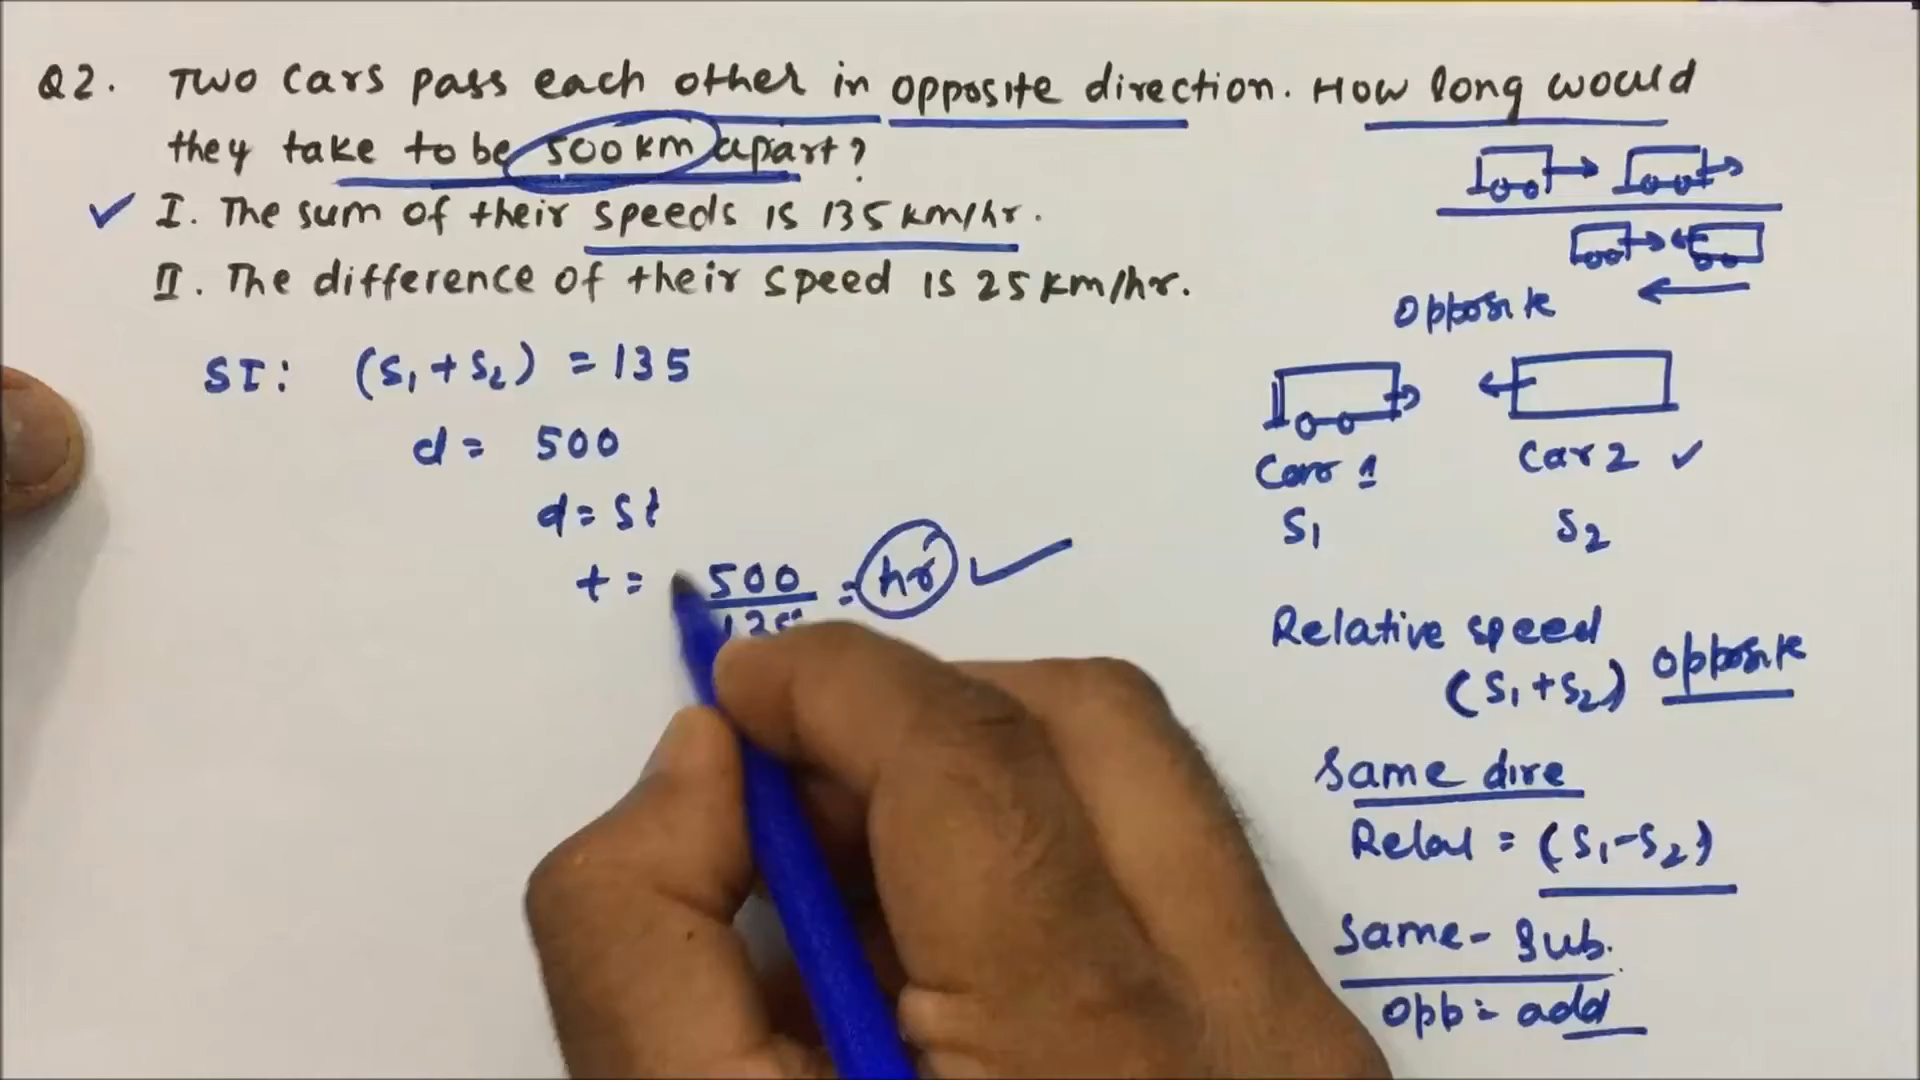 Q2. Two cars pass each other in opposite direction. How long would
they take to be 500 km apart?
I. The sum of their speeds is 135 km/hr.
II. The difference of their speed is 25 km/hr.
SI: (S₁ + S₂) = 135
d = 500
d = st
t = 500 = hr
135
Opposite
Car 1
Car 2
S₁
S₂
Relative speed
(S₁ + S₂) opposite
Same dire
= (S₁ - S₂)
Same - Sub.
Opp = add